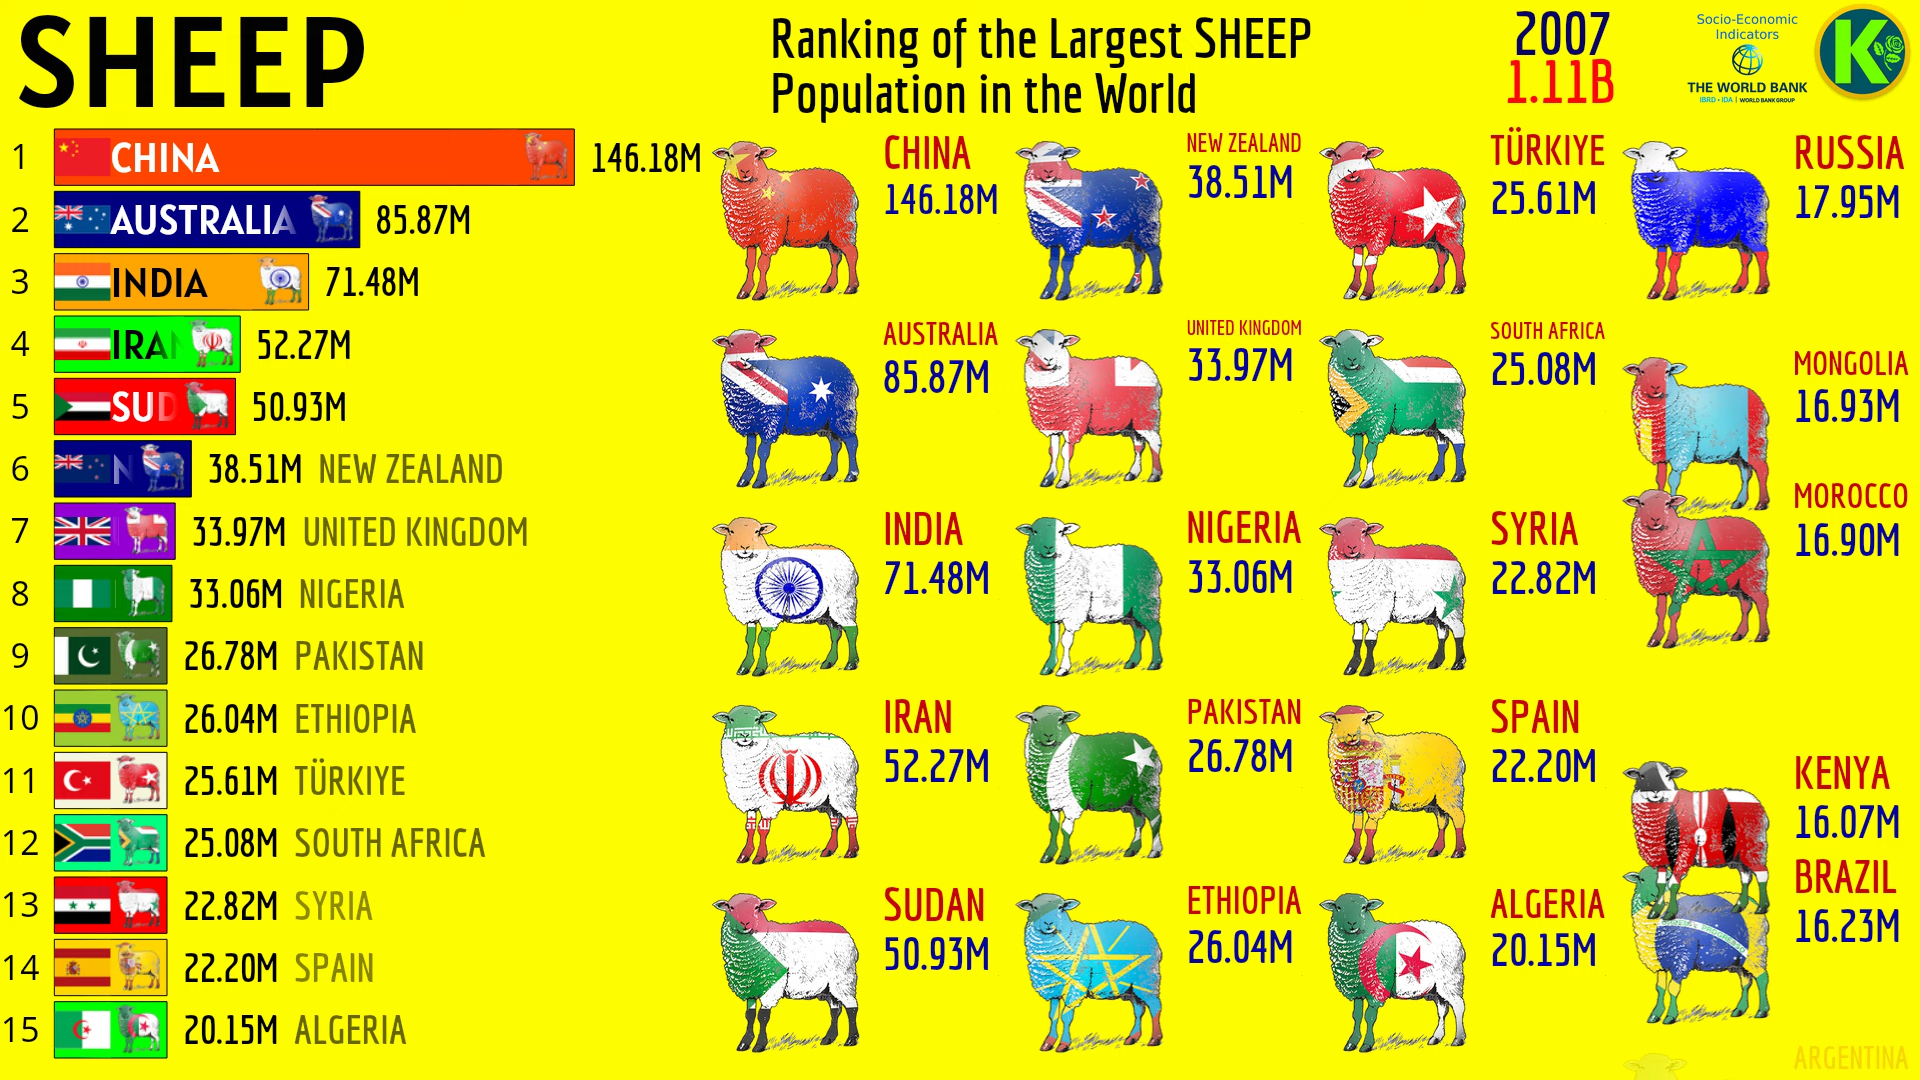 SHEEP
Ranking of the Largest SHEEP
Population in the World
2007
1.11B
Socio-Economic
Indicators
THE WORLD BANK
IBRD • IDA | WORLD BANK GROUP
K
1 CHINA 146.18M
2 AUSTRALIA 85.87M
3 INDIA 71.48M
4 IRAN 52.27M
5 SUD 50.93M
6 N 38.51M NEW ZEALAND
7 33.97M UNITED KINGDOM
8 33.06M NIGERIA
9 26.78M PAKISTAN
10 26.04M ETHIOPIA
11 25.61M TÜRKIYE
12 25.08M SOUTH AFRICA
13 22.82M SYRIA
14 22.20M SPAIN
15 20.15M ALGERIA
CHINA
146.18M
AUSTRALIA
85.87M
INDIA
71.48M
IRAN
52.27M
SUDAN
50.93M
NEW ZEALAND
38.51M
UNITED KINGDOM
33.97M
NIGERIA
33.06M
PAKISTAN
26.78M
ETHIOPIA
26.04M
TÜRKIYE
25.61M
SOUTH AFRICA
25.08M
SYRIA
22.82M
SPAIN
22.20M
ALGERIA
20.15M
RUSSIA
17.95M
MONGOLIA
16.93M
MOROCCO
16.90M
KENYA
16.07M
BRAZIL
16.23M
ARGENTINA